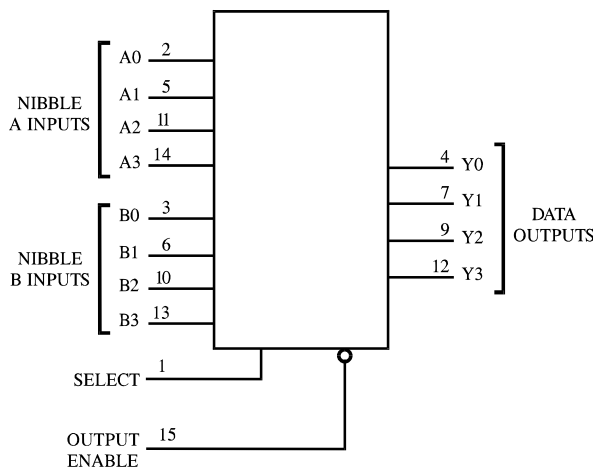 A0 2
A1 5
NIBBLE
A INPUTS
A2 11
A3 14
4 Y0
B0 3
7 Y1
DATA
OUTPUTS
B1 6
9 Y2
NIBBLE
B INPUTS
B2 10
12 Y3
B3 13
SELECT 1
OUTPUT
ENABLE
15